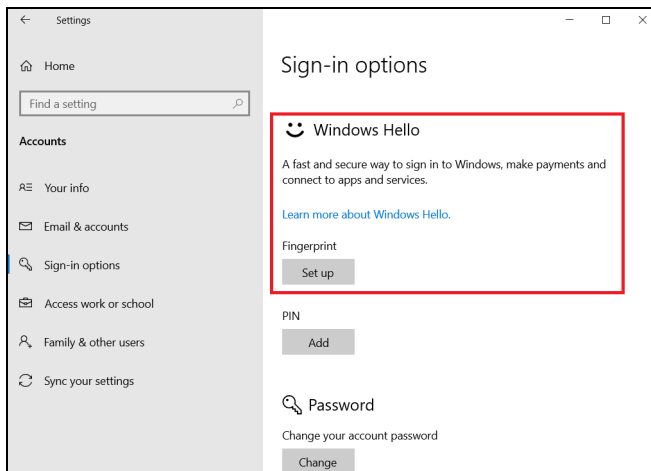 Settings
Home
Find a setting
Accounts
Your info
Email & accounts
Sign-in options
Access work or school
Family & other users
Sync your settings
Sign-in options
Windows Hello
A fast and secure way to sign in to Windows, make payments and
connect to apps and services.
Learn more about Windows Hello.
Fingerprint
Set up
PIN
Add
Password
Change your account password
Change